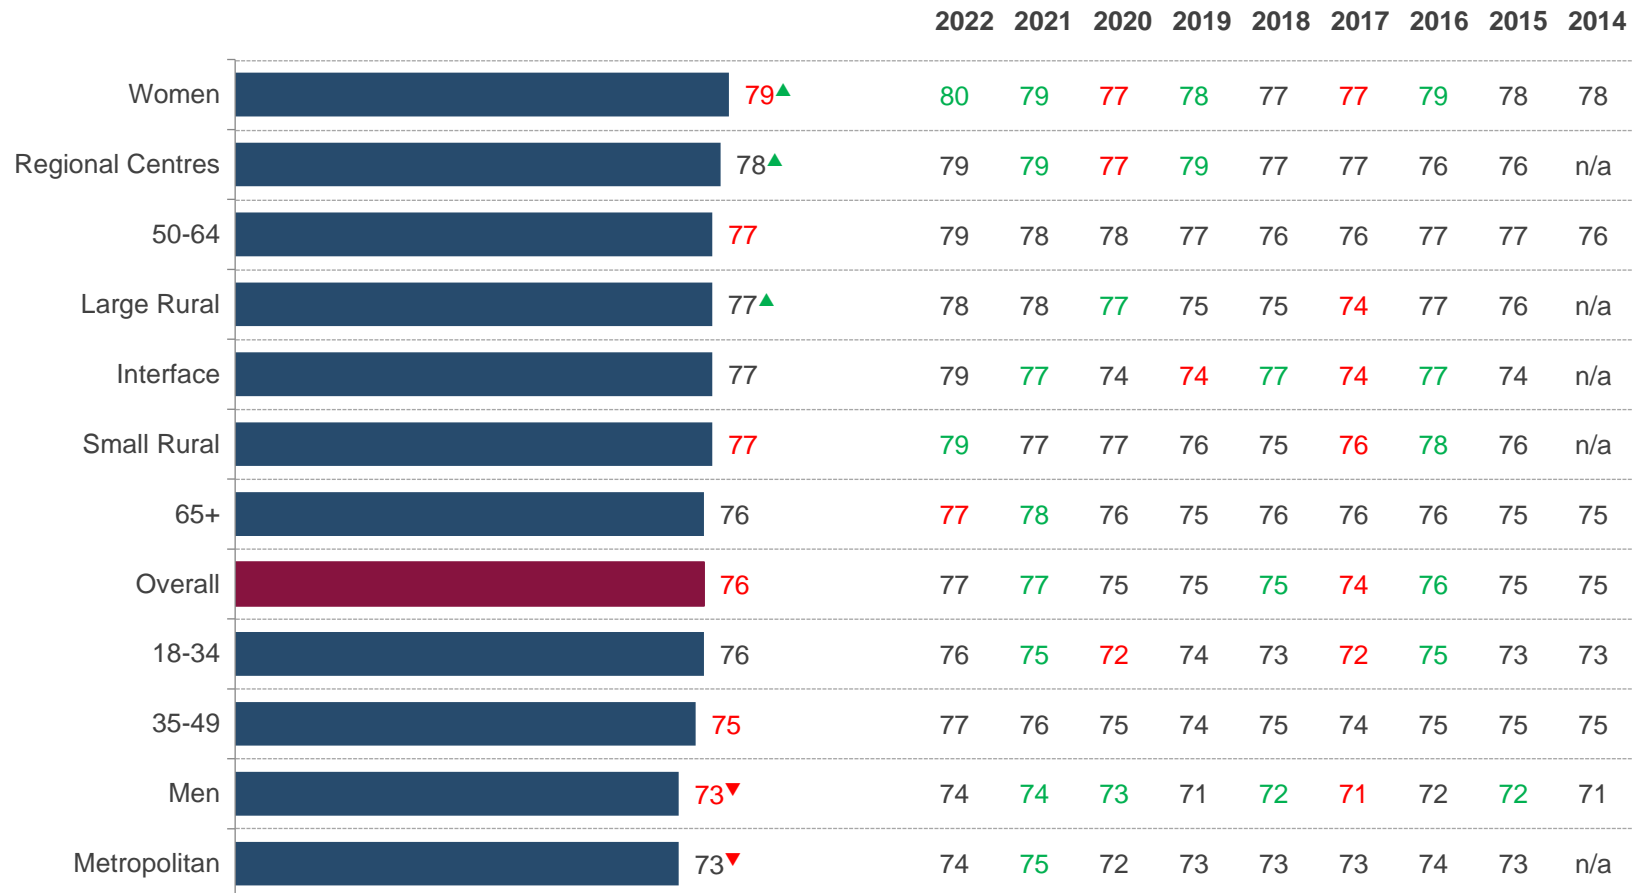 2022 2021 2020 2019 2018 2017 2016 2015 2014
Women 79▲ 80 79 77 78 77 77 79 78 78
Regional Centres 78▲ 79 79 77 79 77 77 76 76 n/a
50-64 77 79 78 78 77 76 76 77 77 76
Large Rural 77▲ 78 78 77 75 75 74 77 76 n/a
Interface 77 79 77 74 74 77 74 77 74 n/a
Small Rural 77 79 77 77 76 75 76 78 76 n/a
65+ 76 77 78 76 75 76 76 76 75 75
Overall 76 77 77 75 75 75 74 76 75 75
18-34 76 76 75 72 74 73 72 75 73 73
35-49 75 77 76 75 74 75 74 75 75 75
Men 73▼ 74 74 73 71 72 71 72 72 71
Metropolitan 73▼ 74 75 72 73 73 73 74 73 n/a